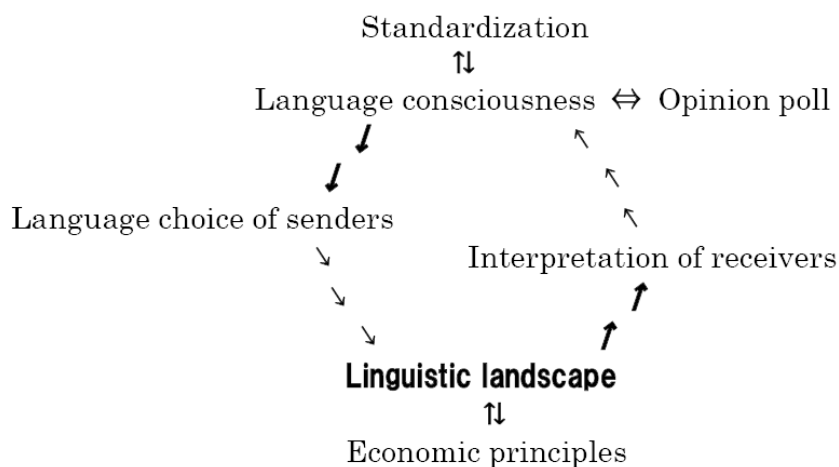 Standardization
⇅
Language consciousness ⇔ Opinion poll
Language choice of senders
Interpretation of receivers
Linguistic landscape
⇅
Economic principles